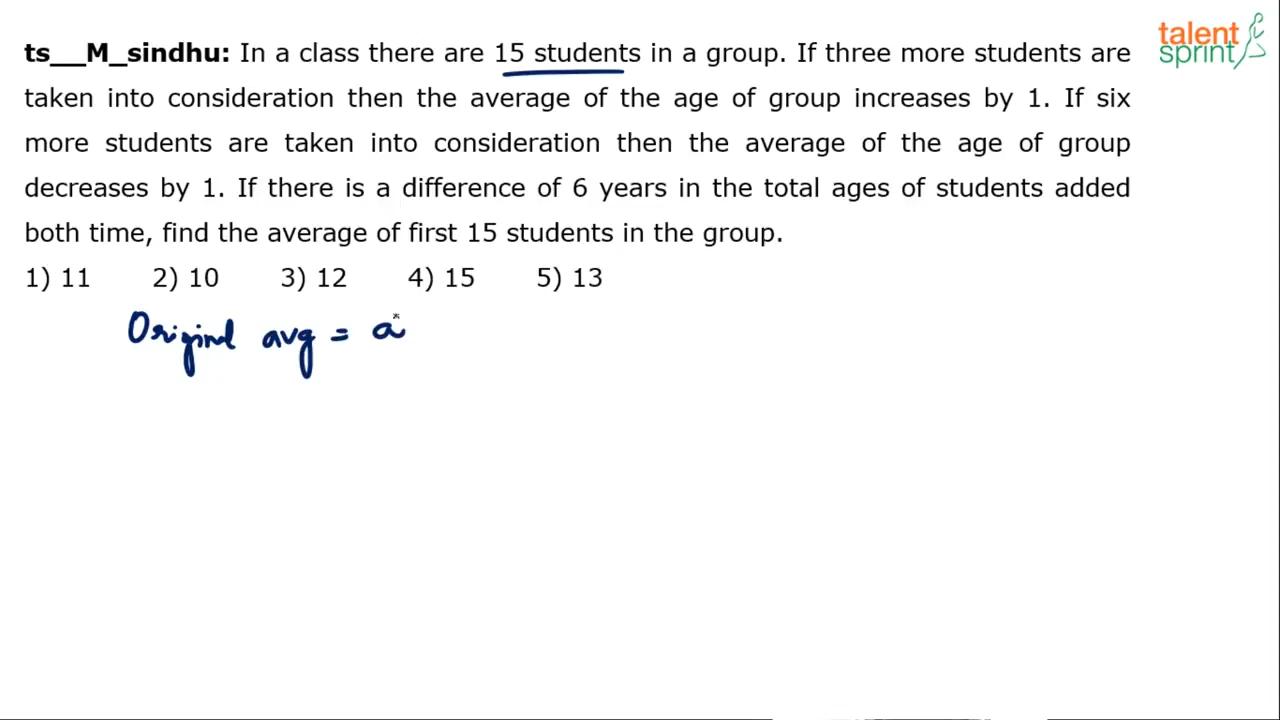 talent
sprint
ts__M_sindhu: In a class there are 15 students in a group. If three more students are
taken into consideration then the average of the age of group increases by 1. If six
more students are taken into consideration then the average of the age of group
decreases by 1. If there is a difference of 6 years in the total ages of students added
both time, find the average of first 15 students in the group.
1) 11 2) 10 3) 12 4) 15 5) 13
Original avg = a